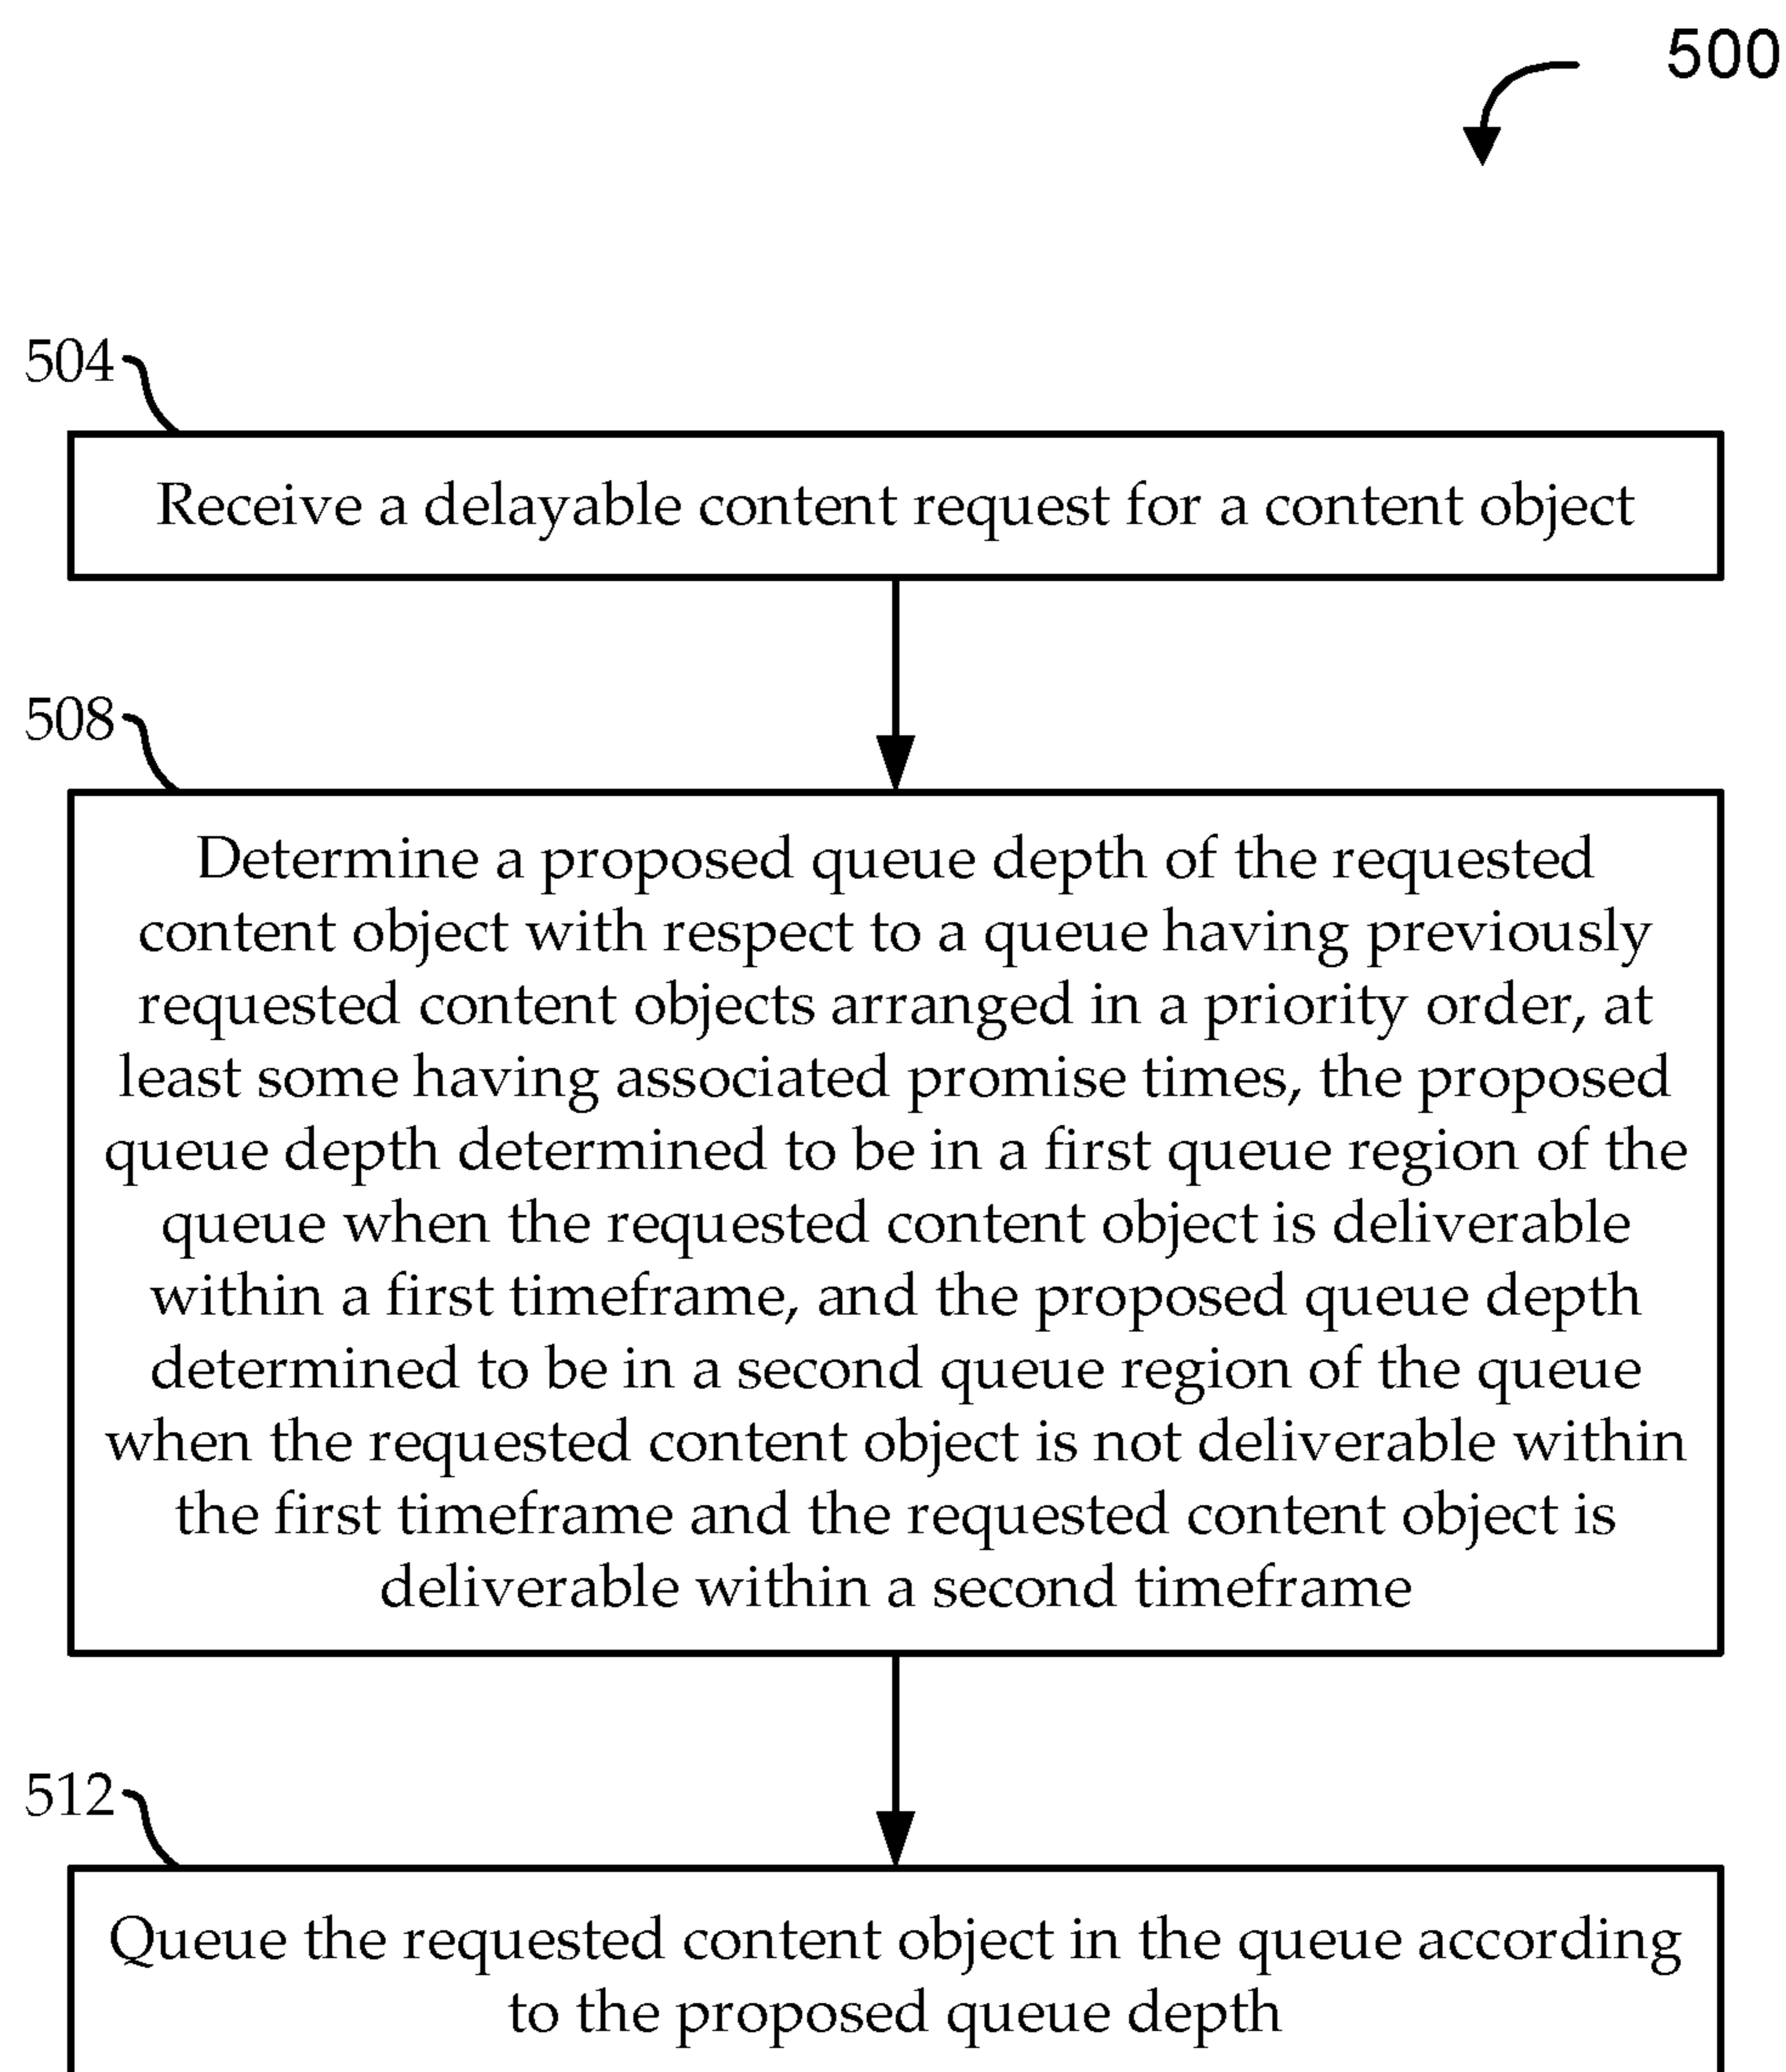 500
504
Receive a delayable content request for a content object
508
Determine a proposed queue depth of the requested
content object with respect to a queue having previously
requested content objects arranged in a priority order, at
least some having associated promise times, the proposed
queue depth determined to be in a first queue region of the
queue when the requested content object is deliverable
within a first timeframe, and the proposed queue depth
determined to be in a second queue region of the queue
when the requested content object is not deliverable within
the first timeframe and the requested content object is
deliverable within a second timeframe
512
Queue the requested content object in the queue according
to the proposed queue depth